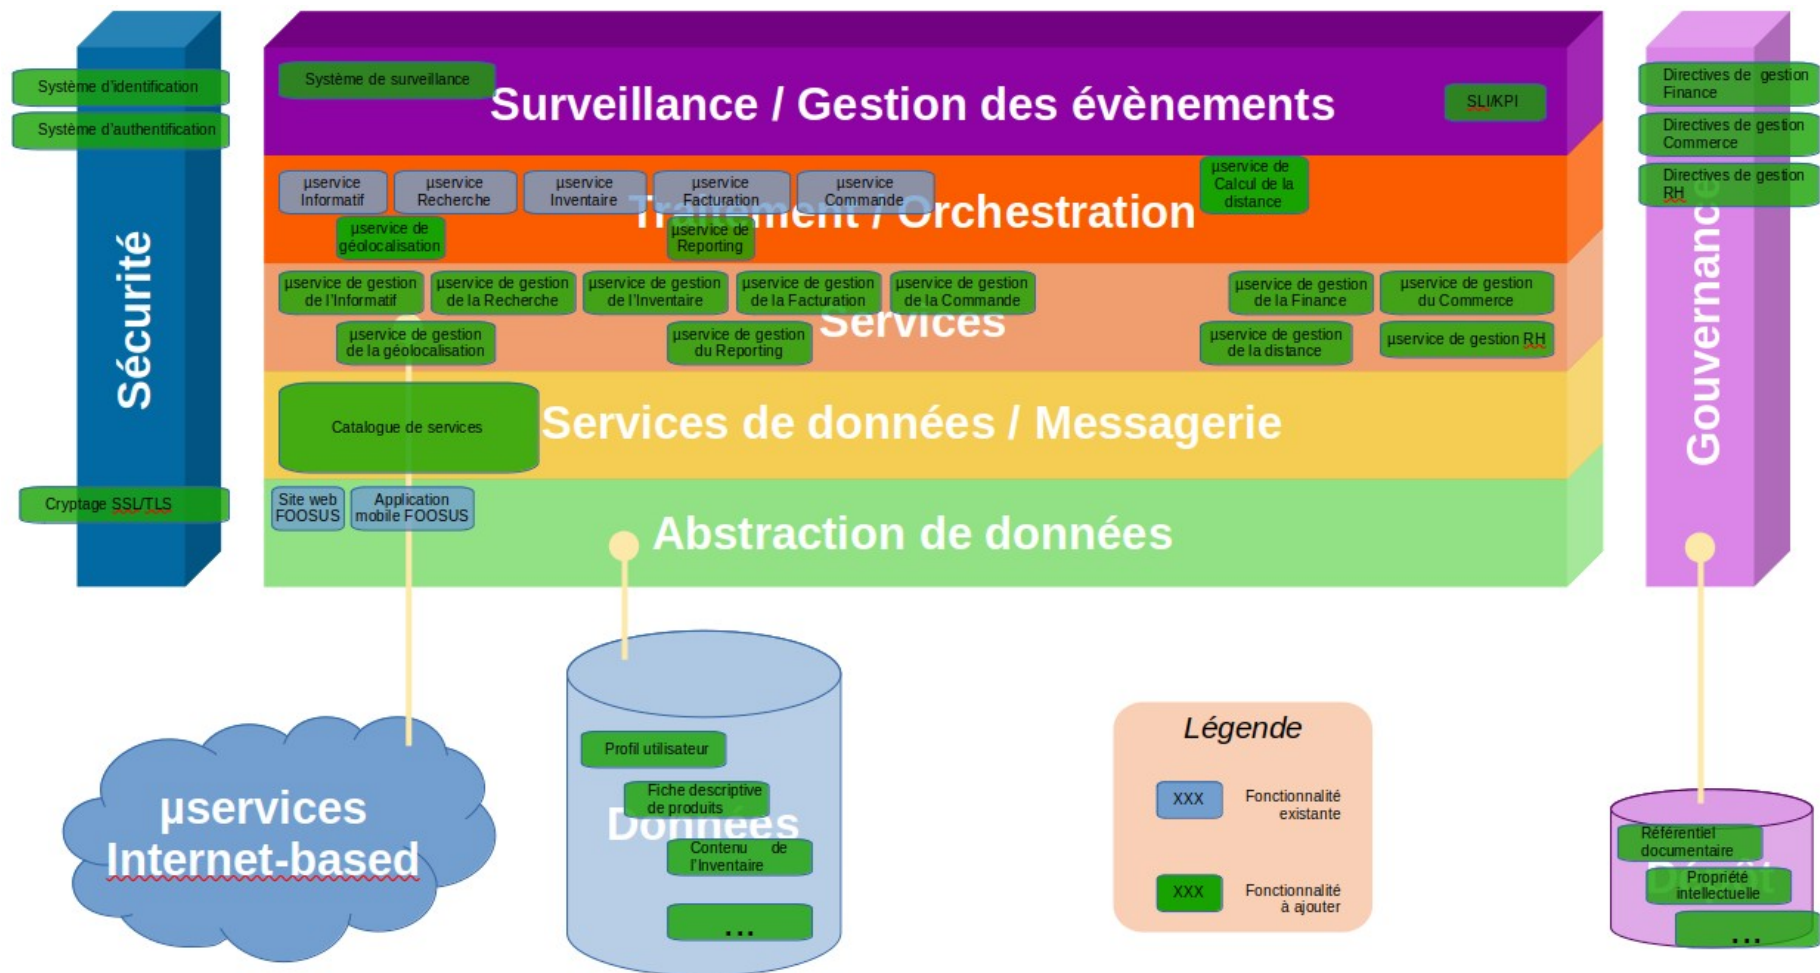 Système d'identification
Système d'authentification
Sécurité
Cryptage SSL/TLS
Système de surveillance
Surveillance / Gestion des évènements
SLI/KPI
µservice
Informatif
µservice
Recherche
µservice
Inventaire
µservice
Facturation
µservice
Commande
µservice de
Calcul de la
distance
Traitement / Orchestration
µservice de
géolocalisation
µservice de
Reporting
µservice de gestion
de l'Informatif
µservice de gestion
de la Recherche
µservice de gestion
de l'Inventaire
µservice de gestion
de la Facturation
µservice de gestion
de la Commande
µservice de gestion
de la Finance
µservice de gestion
du Commerce
Services
µservice de gestion
de la géolocalisation
µservice de gestion
du Reporting
µservice de gestion
de la distance
µservice de gestion RH
Catalogue de services
Services de données / Messagerie
Site web
FOOSUS
Application
mobile FOOSUS
Abstraction de données
Directives de gestion
Finance
Directives de gestion
Commerce
Directives de gestion
RH
Gouvernance
µservices
Internet-based
Profil utilisateur
Fiche descriptive
de produits
Données
Contenu de
l'Inventaire
...
Légende
XXX
Fonctionnalité
existante
XXX
Fonctionnalité
à ajouter
Référentiel
documentaire
Dépôt
Propriété
intellectuelle
...